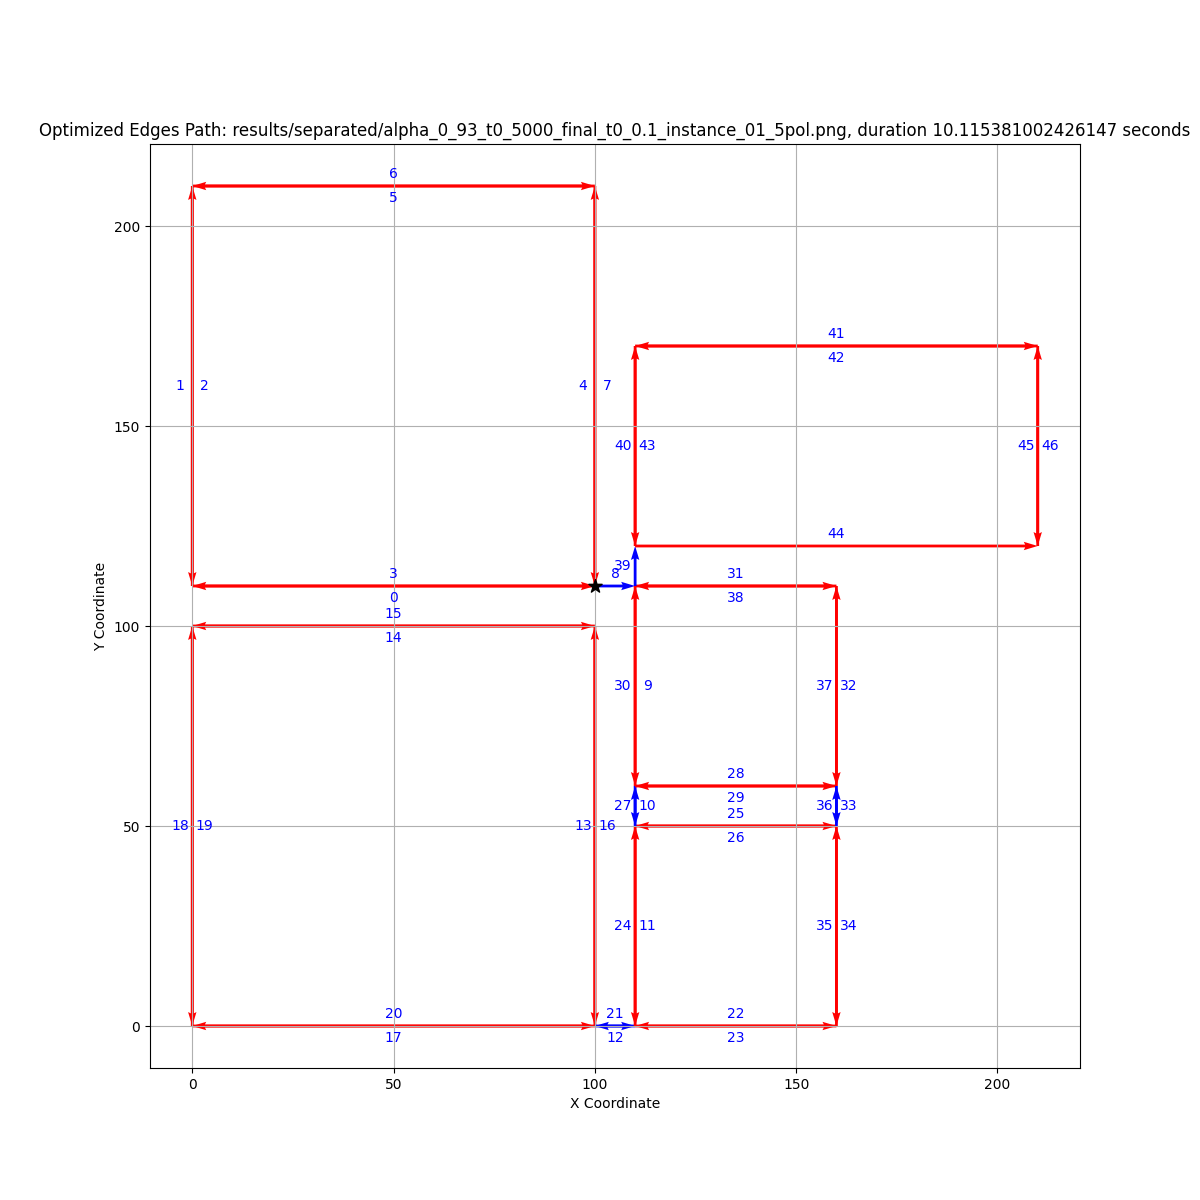 Optimized Edges Path: results/separated/alpha_0_93_t0_5000_final_t0_0.1_instance_01_5pol.png, duration 10.115381002426147 seconds
6
200
5
41
42
1 2 4 7
150
40 43 45 46
44
39
8
3 31
0 38
15
100
14
30 9 37 32
28
29
27 10 36 33
25
50
18 19 13 16
26
24 11 35 34
20 21 22
0
17 12 23
0 50 100 150 200
X Coordinate
Y Coordinate